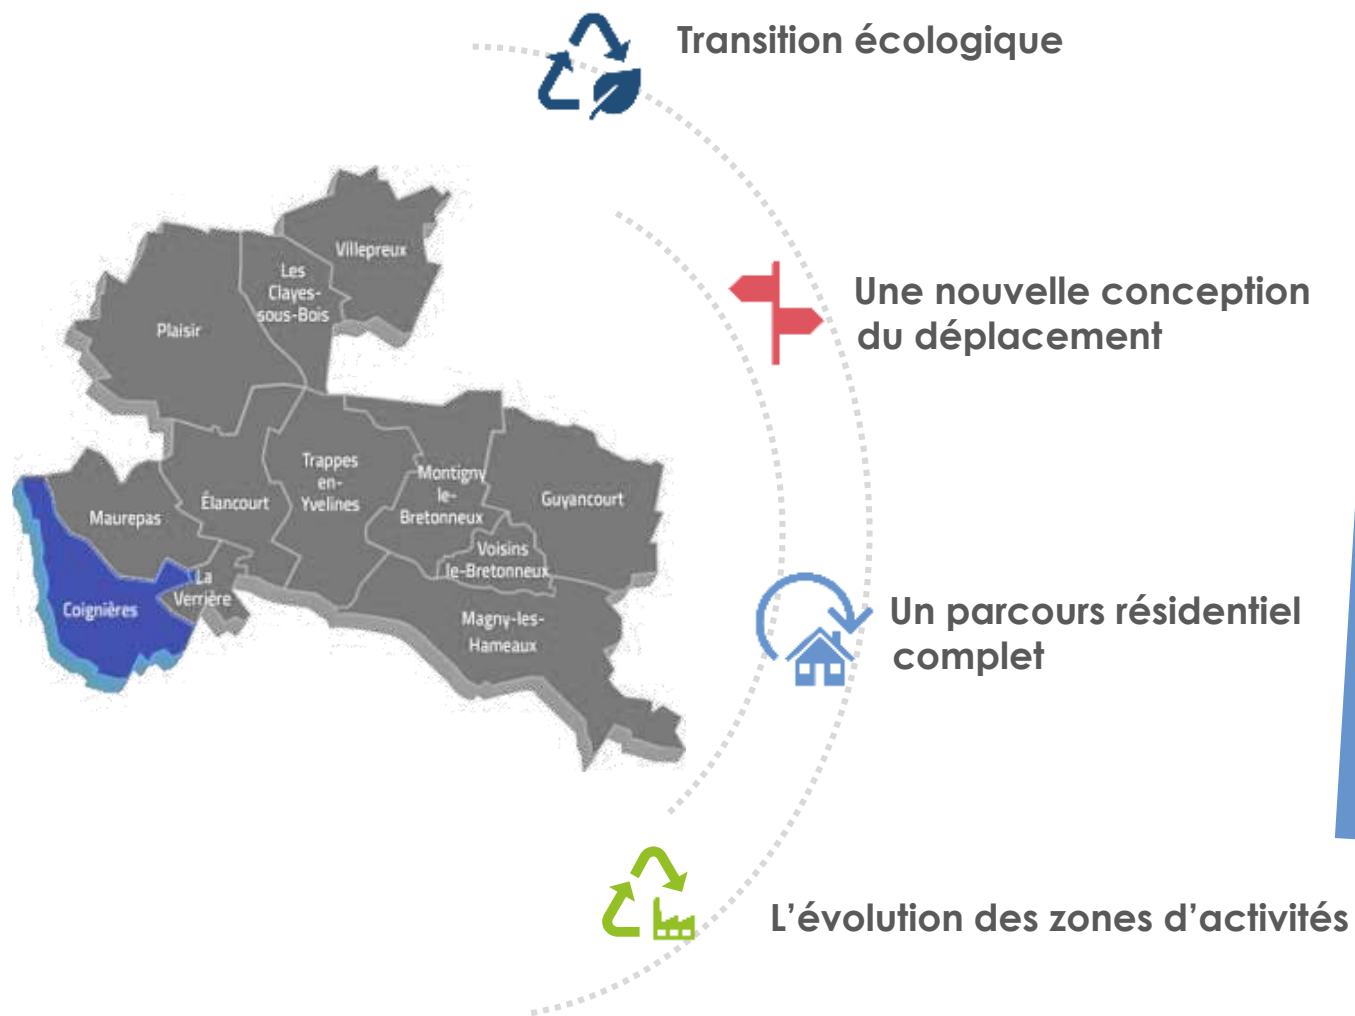 Transition écologique
Villepreux
Les
Clayes-
sous-Bois
Plaisir
Une nouvelle conception
du déplacement
Trappes
en-
Yvelines
Montigny
le-
Bretonneux
Guyancourt
Élancourt
Maurepas
Voisins
le-Bretonneux
La
Verrière
Coignières
Magny-les-
Hameaux
Un parcours résidentiel
complet
L’évolution des zones d’activités